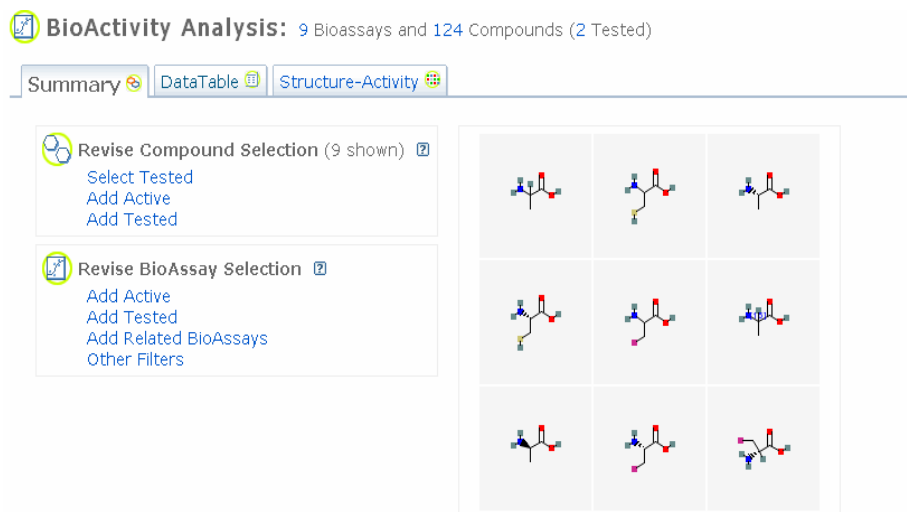 BioActivity Analysis: 9 Bioassays and 124 Compounds (2 Tested)
Summary DataTable Structure-Activity
Revise Compound Selection (9 shown) ?
Select Tested
Add Active
Add Tested
Revise BioAssay Selection ?
Add Active
Add Tested
Add Related BioAssays
Other Filters